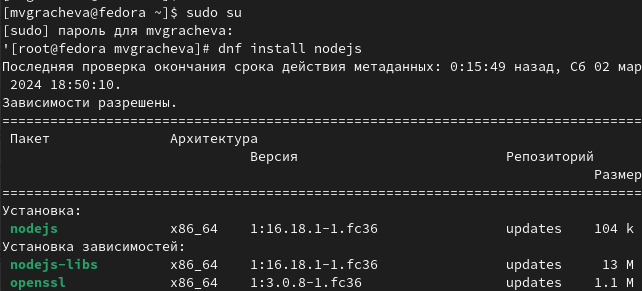 [mvgracheva@fedora ~]$ sudo su
[sudo] пароль для mvgracheva:
'[root@fedora mvgracheva]# dnf install nodejs
Последняя проверка окончания срока действия метаданных: 0:15:49 назад, Сб 02 мар
2024 18:50:10.
Зависимости разрешены.
================================================================================
Пакет Архитектура
Версия Репозиторий
Размер
================================================================================
Установка:
nodejs x86_64 1:16.18.1-1.fc36 updates 104 k
Установка зависимостей:
nodejs-libs x86_64 1:16.18.1-1.fc36 updates 13 M
openssl x86_64 1:3.0.8-1.fc36 updates 1.1 M